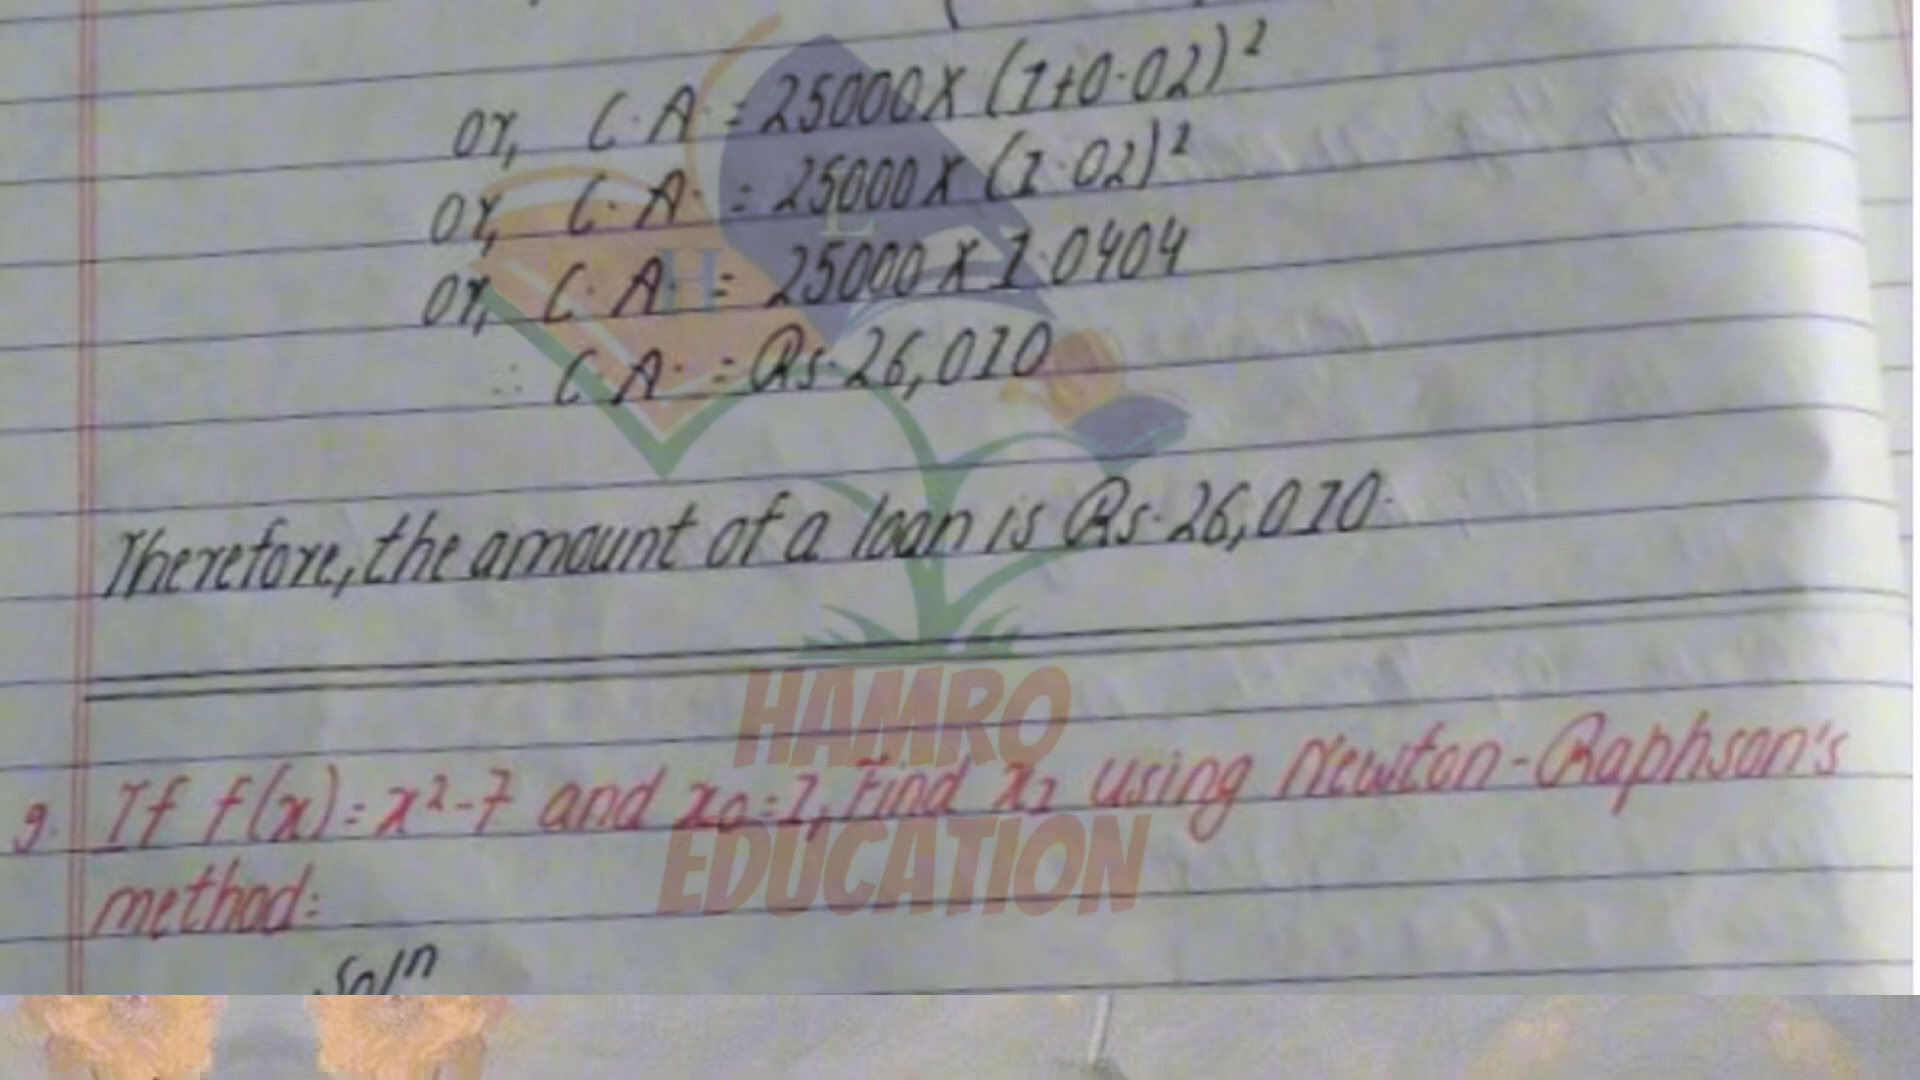 or, C.A = 25000 X (1+0.02)²
or, C.A. = 25000 X (1.02)²
or, C.A. = 25000 X 1.0404
∴ C.A. = Rs. 26,010
Therefore, the amount of a loan is Rs. 26,010.
HAMRO
9. If f(x) = x² - 7 and x₀ = 1, Find x₁ using Newton-Raphson's
EDUCATION
method:
Solⁿ